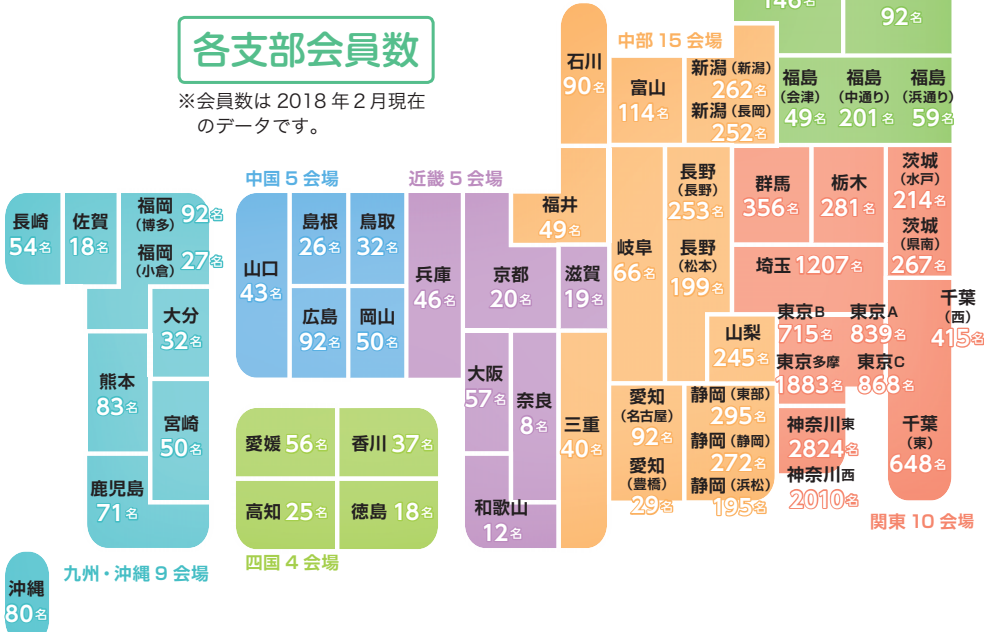 各支部会員数
※会員数は2018年2月現在
のデータです。
146名
92名
福島
(会津)
49名
福島
(中通り)
201名
福島
(浜通り)
59名
中部15会場
石川
90名
富山
114名
新潟(新潟)
262名
新潟(長岡)
252名
福井
49名
岐阜
66名
長野
(長野)
253名
長野
(松本)
199名
山梨
245名
愛知
(名古屋)
92名
愛知
(豊橋)
29名
静岡(東部)
295名
静岡(静岡)
272名
静岡(浜松)
195名
三重
40名
群馬
356名
栃木
281名
茨城
(水戸)
214名
茨城
(県南)
267名
埼玉 1207名
東京B
715名
東京A
839名
東京多摩
1883名
東京C
868名
千葉
(西)
415名
千葉
(東)
648名
神奈川東
2824名
神奈川西
2010名
関東10会場
近畿5会場
兵庫
46名
京都
20名
滋賀
19名
大阪
57名
奈良
8名
和歌山
12名
中国5会場
山口
43名
島根
26名
鳥取
32名
広島
92名
岡山
50名
愛媛 56名
香川 37名
高知 25名
徳島 18名
四国4会場
長崎
54名
佐賀
18名
福岡
(博多)
92名
福岡
(小倉)
27名
大分
32名
熊本
83名
宮崎
50名
鹿児島
71名
九州・沖縄9会場
沖縄
80名